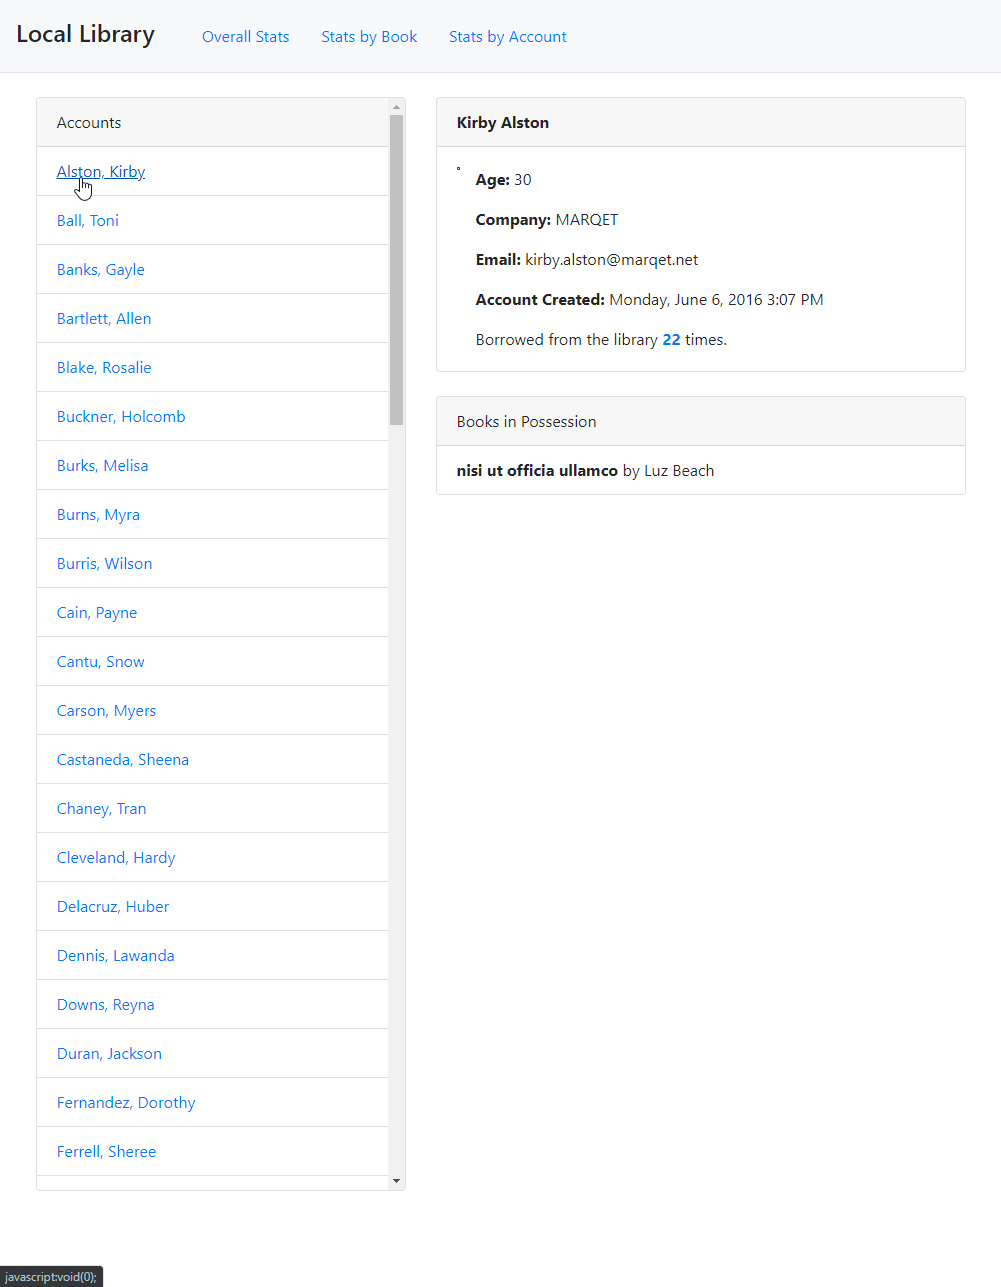 Local Library
Overall Stats
Stats by Book
Stats by Account
Accounts
Alston, Kirby
Ball, Toni
Banks, Gayle
Bartlett, Allen
Blake, Rosalie
Buckner, Holcomb
Burks, Melisa
Burns, Myra
Burris, Wilson
Cain, Payne
Cantu, Snow
Carson, Myers
Castaneda, Sheena
Chaney, Tran
Cleveland, Hardy
Delacruz, Huber
Dennis, Lawanda
Downs, Reyna
Duran, Jackson
Fernandez, Dorothy
Ferrell, Sheree
Kirby Alston
Age: 30
Company: MARQET
Email: kirby.alston@marqet.net
Account Created: Monday, June 6, 2016 3:07 PM
Borrowed from the library 22 times.
Books in Possession
nisi ut officia ullamco by Luz Beach
javascript:void(0);